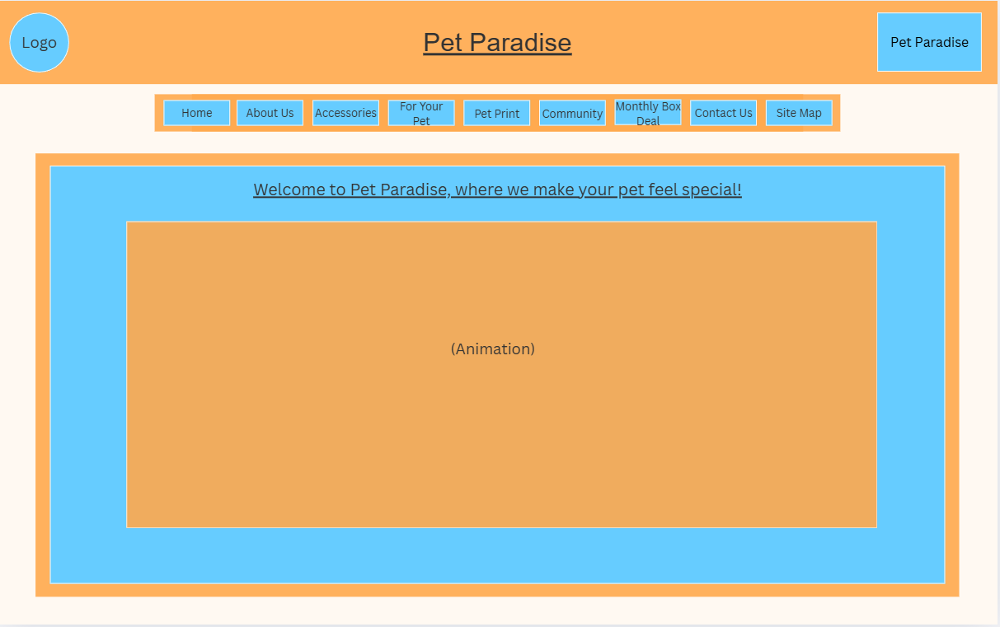 Logo
Pet Paradise
Pet Paradise
Home
About Us
Accessories
For Your
Pet
Pet Print
Community
Monthly Box
Deal
Contact Us
Site Map
Welcome to Pet Paradise, where we make your pet feel special!
(Animation)